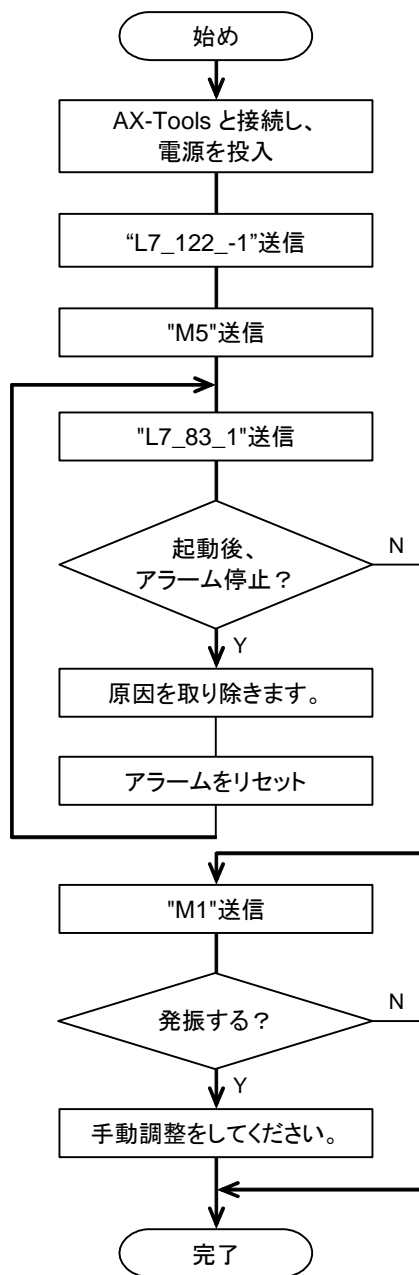 始め
AX-Tools と接続し、
電源を投入
“L7_122_-1”送信
"M5"送信
"L7_83_1"送信
起動後、
アラーム停止？
N
Y
原因を取り除きます。
アラームをリセット
"M1"送信
発振する？
N
Y
手動調整をしてください。
完了